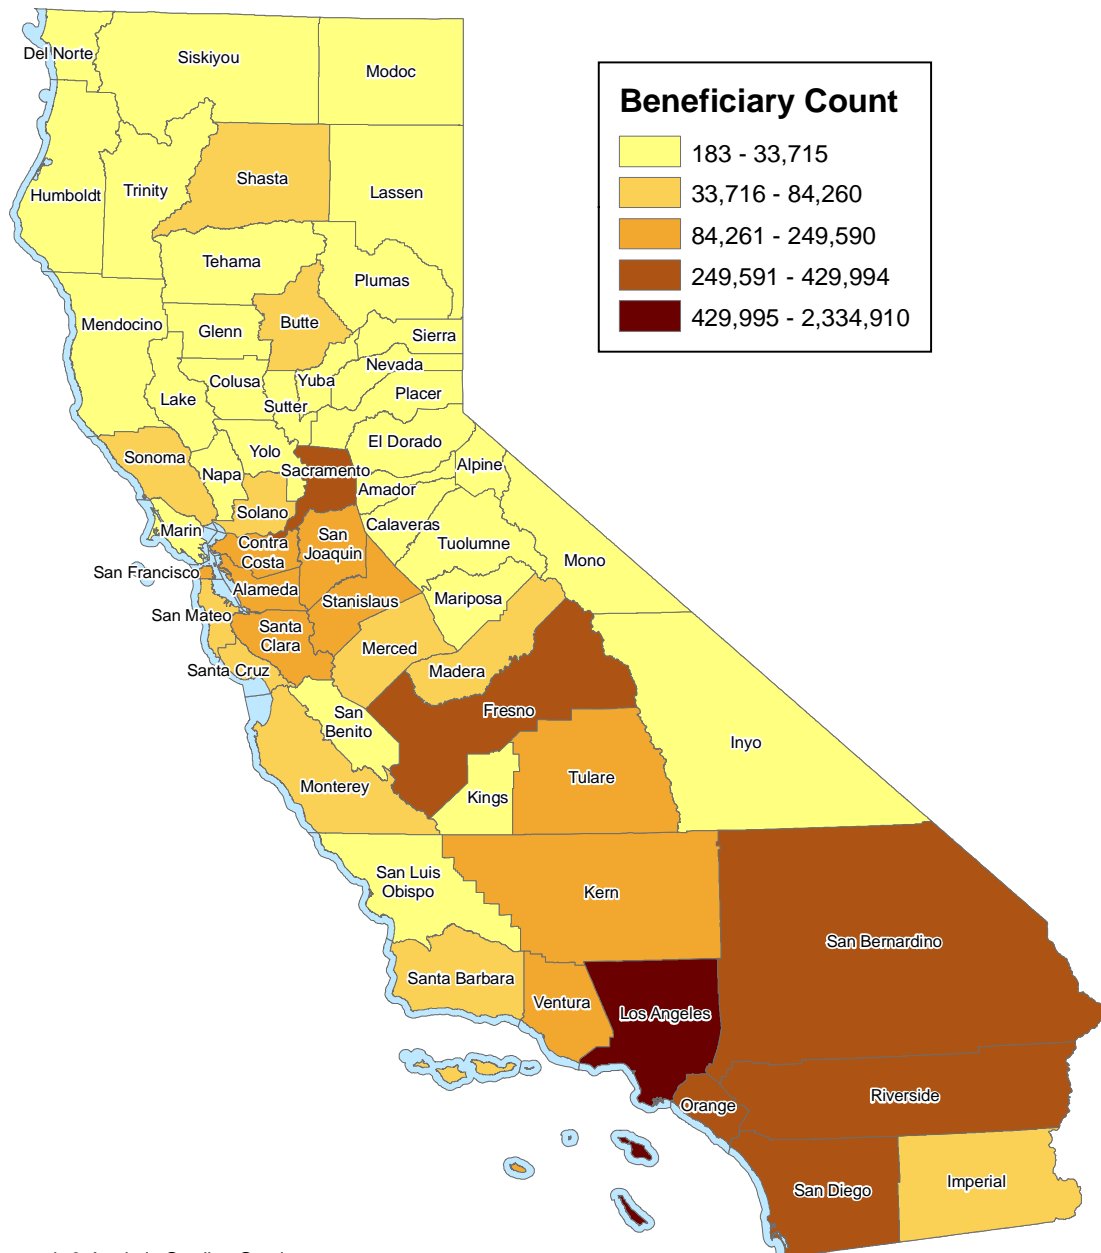 Del Norte
Siskiyou
Modoc
Beneficiary Count
183 - 33,715
33,716 - 84,260
84,261 - 249,590
249,591 - 429,994
429,995 - 2,334,910
Humboldt
Trinity
Shasta
Lassen
Tehama
Plumas
Mendocino
Glenn
Butte
Sierra
Nevada
Colusa
Yuba
Placer
Lake
Sutter
El Dorado
Sonoma
Yolo
Napa
Sacramento
Alpine
Amador
Solano
Marin
Calaveras
Contra
Costa
San
Joaquin
Tuolumne
Mono
San Francisco
Alameda
Stanislaus
Mariposa
San Mateo
Santa
Clara
Merced
Santa Cruz
Madera
San
Benito
Fresno
Inyo
Monterey
Kings
Tulare
San Luis
Obispo
Kern
San Bernardino
Santa Barbara
Ventura
Los Angeles
Orange
Riverside
San Diego
Imperial